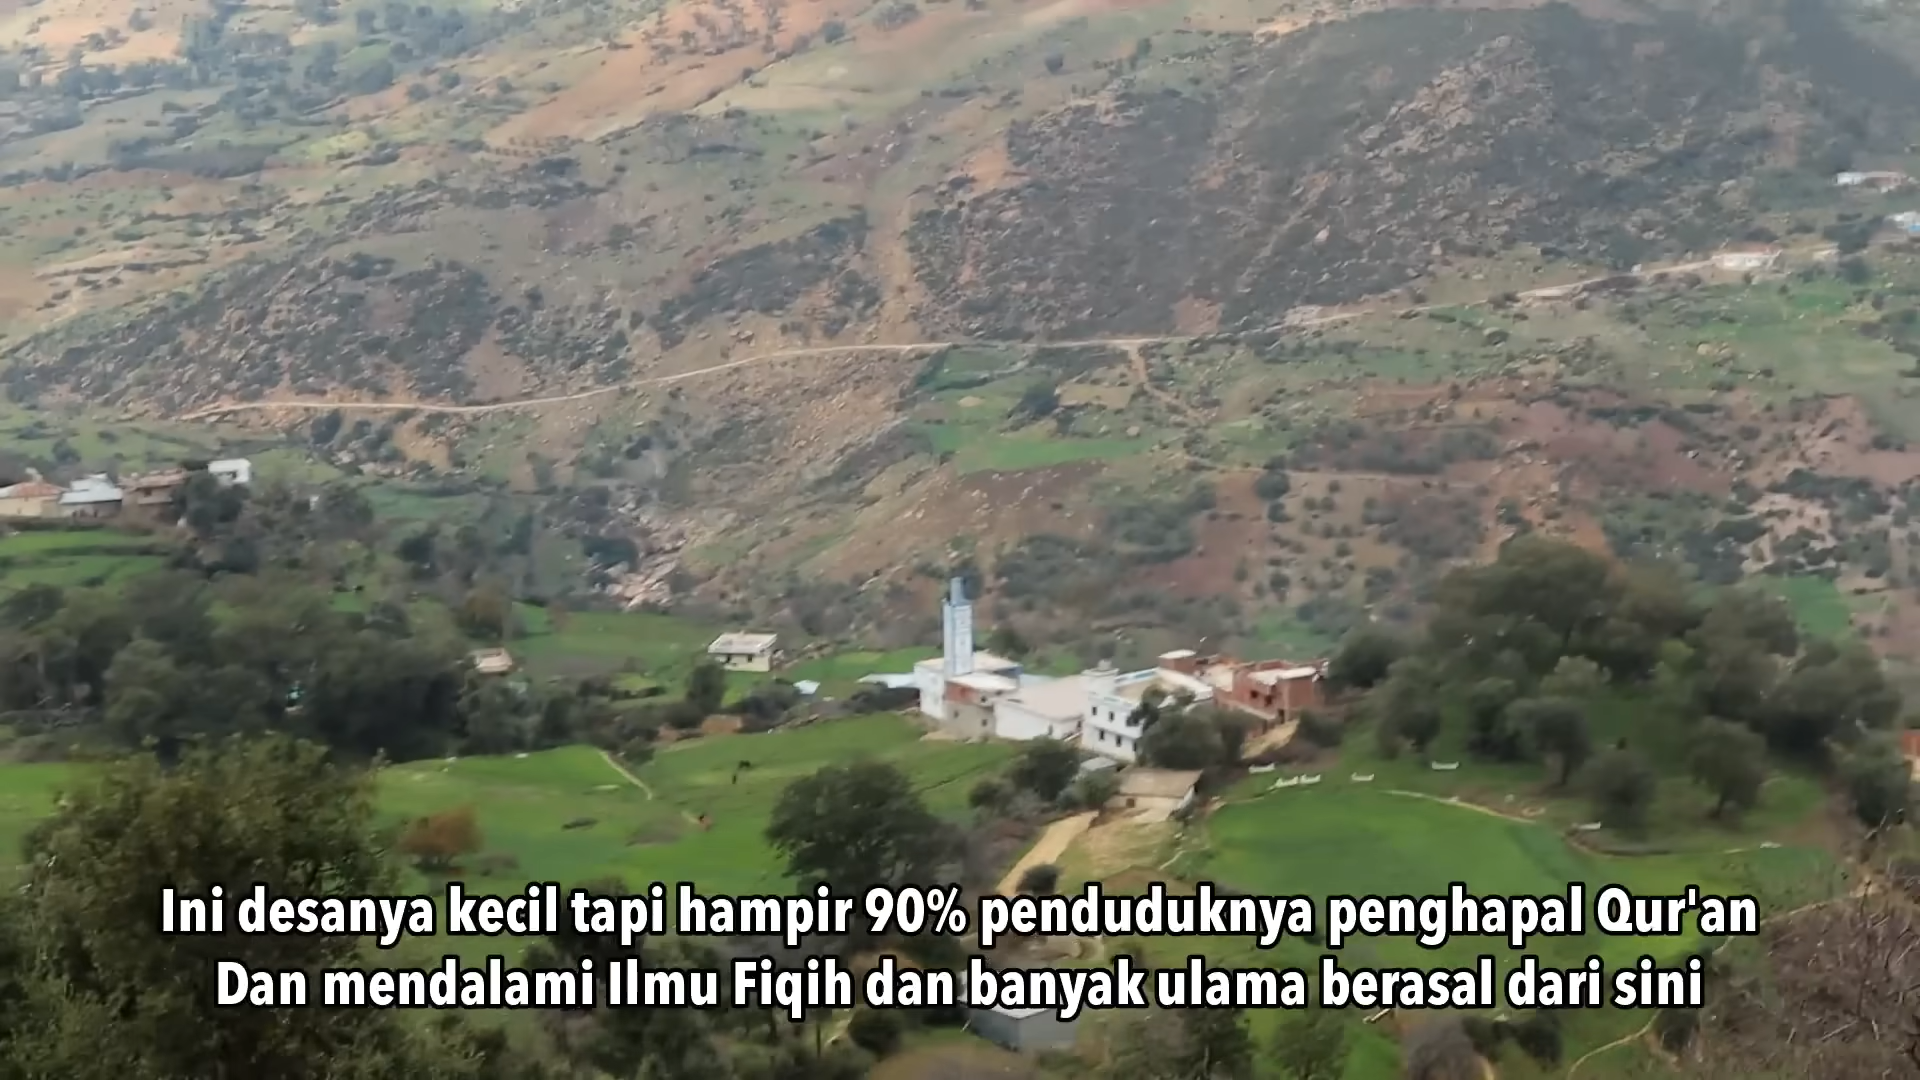 Ini desanya kecil tapi hampir 90% penduduknya penghapal Qur'an
Dan mendalami Ilmu Fiqih dan banyak ulama berasal dari sini